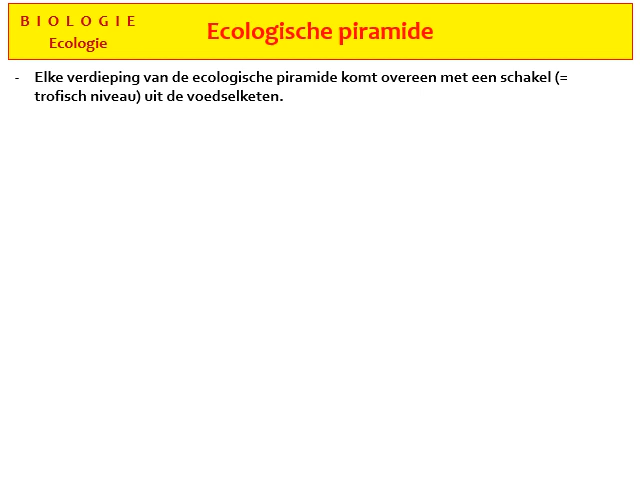 B I O L O G I E
Ecologie
Ecologische piramide
- Elke verdieping van de ecologische piramide komt overeen met een schakel (=
trofisch niveau) uit de voedselketen.